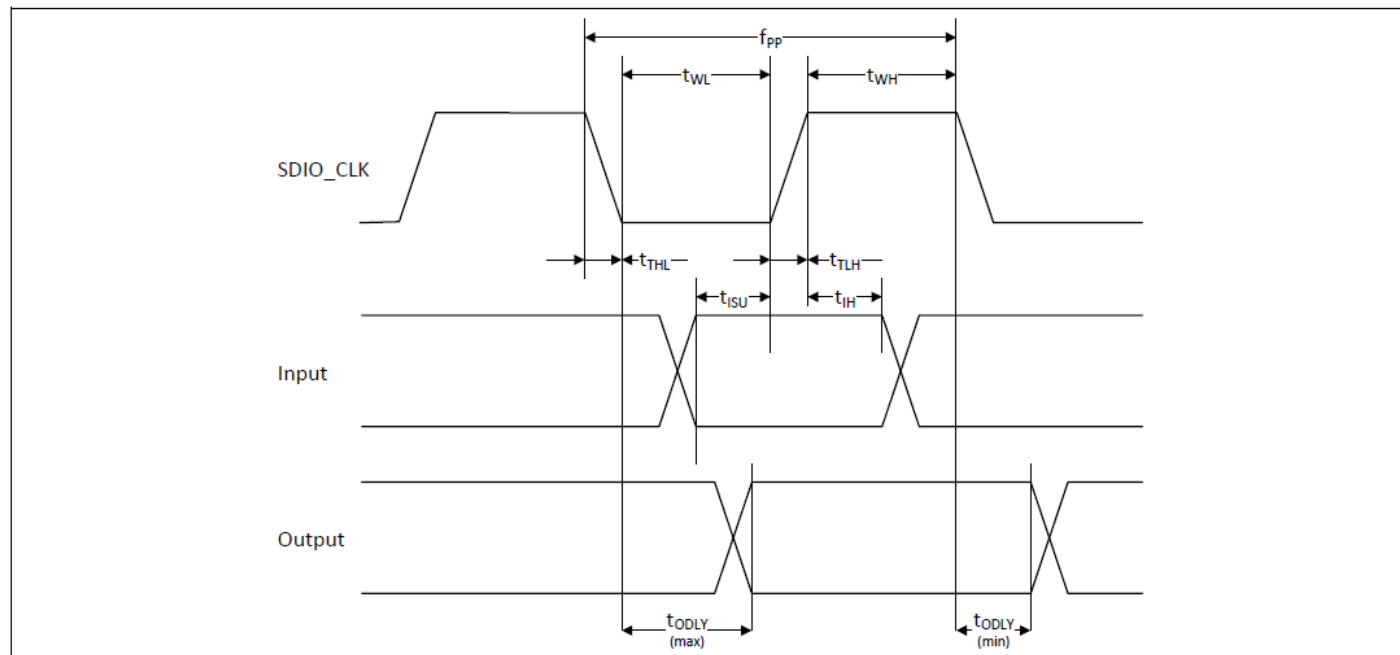 fPP
tWL tWH
SDIO_CLK
tTHL tTLH
tISU tIH
Input
Output
tODLY tODLY
(max) (min)